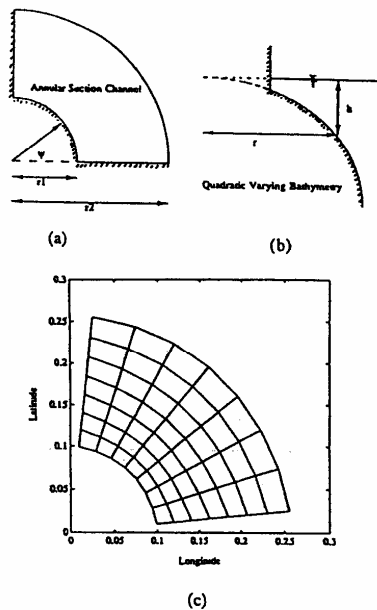 Annular Section Channel
ψ
r1
r2
(a)
h
r
Quadratic Varying Bathymetry
(b)
0.3
0.25
0.2
0.15
0.1
0.05
0
Latitude
0 0.05 0.1 0.15 0.2 0.25 0.3
Longitude
(c)